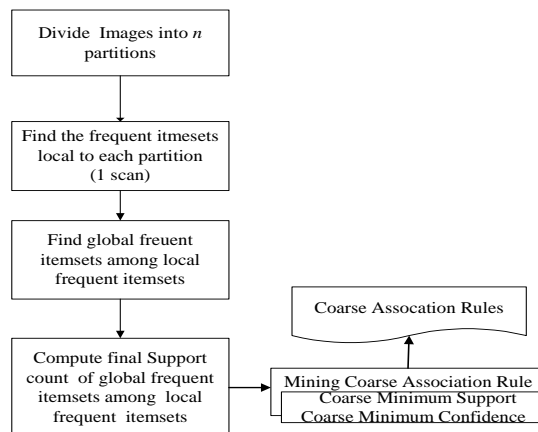 Divide Images into n
partitions
Find the frequent itmesets
local to each partition
(1 scan)
Find global freuent
itemsets among local
frequent itemsets
Compute final Support
count of global frequent
itemsets among local
frequent itemsets
Coarse Assocation Rules
Mining Coarse Association Rule
Coarse Minimum Support
Coarse Minimum Confidence